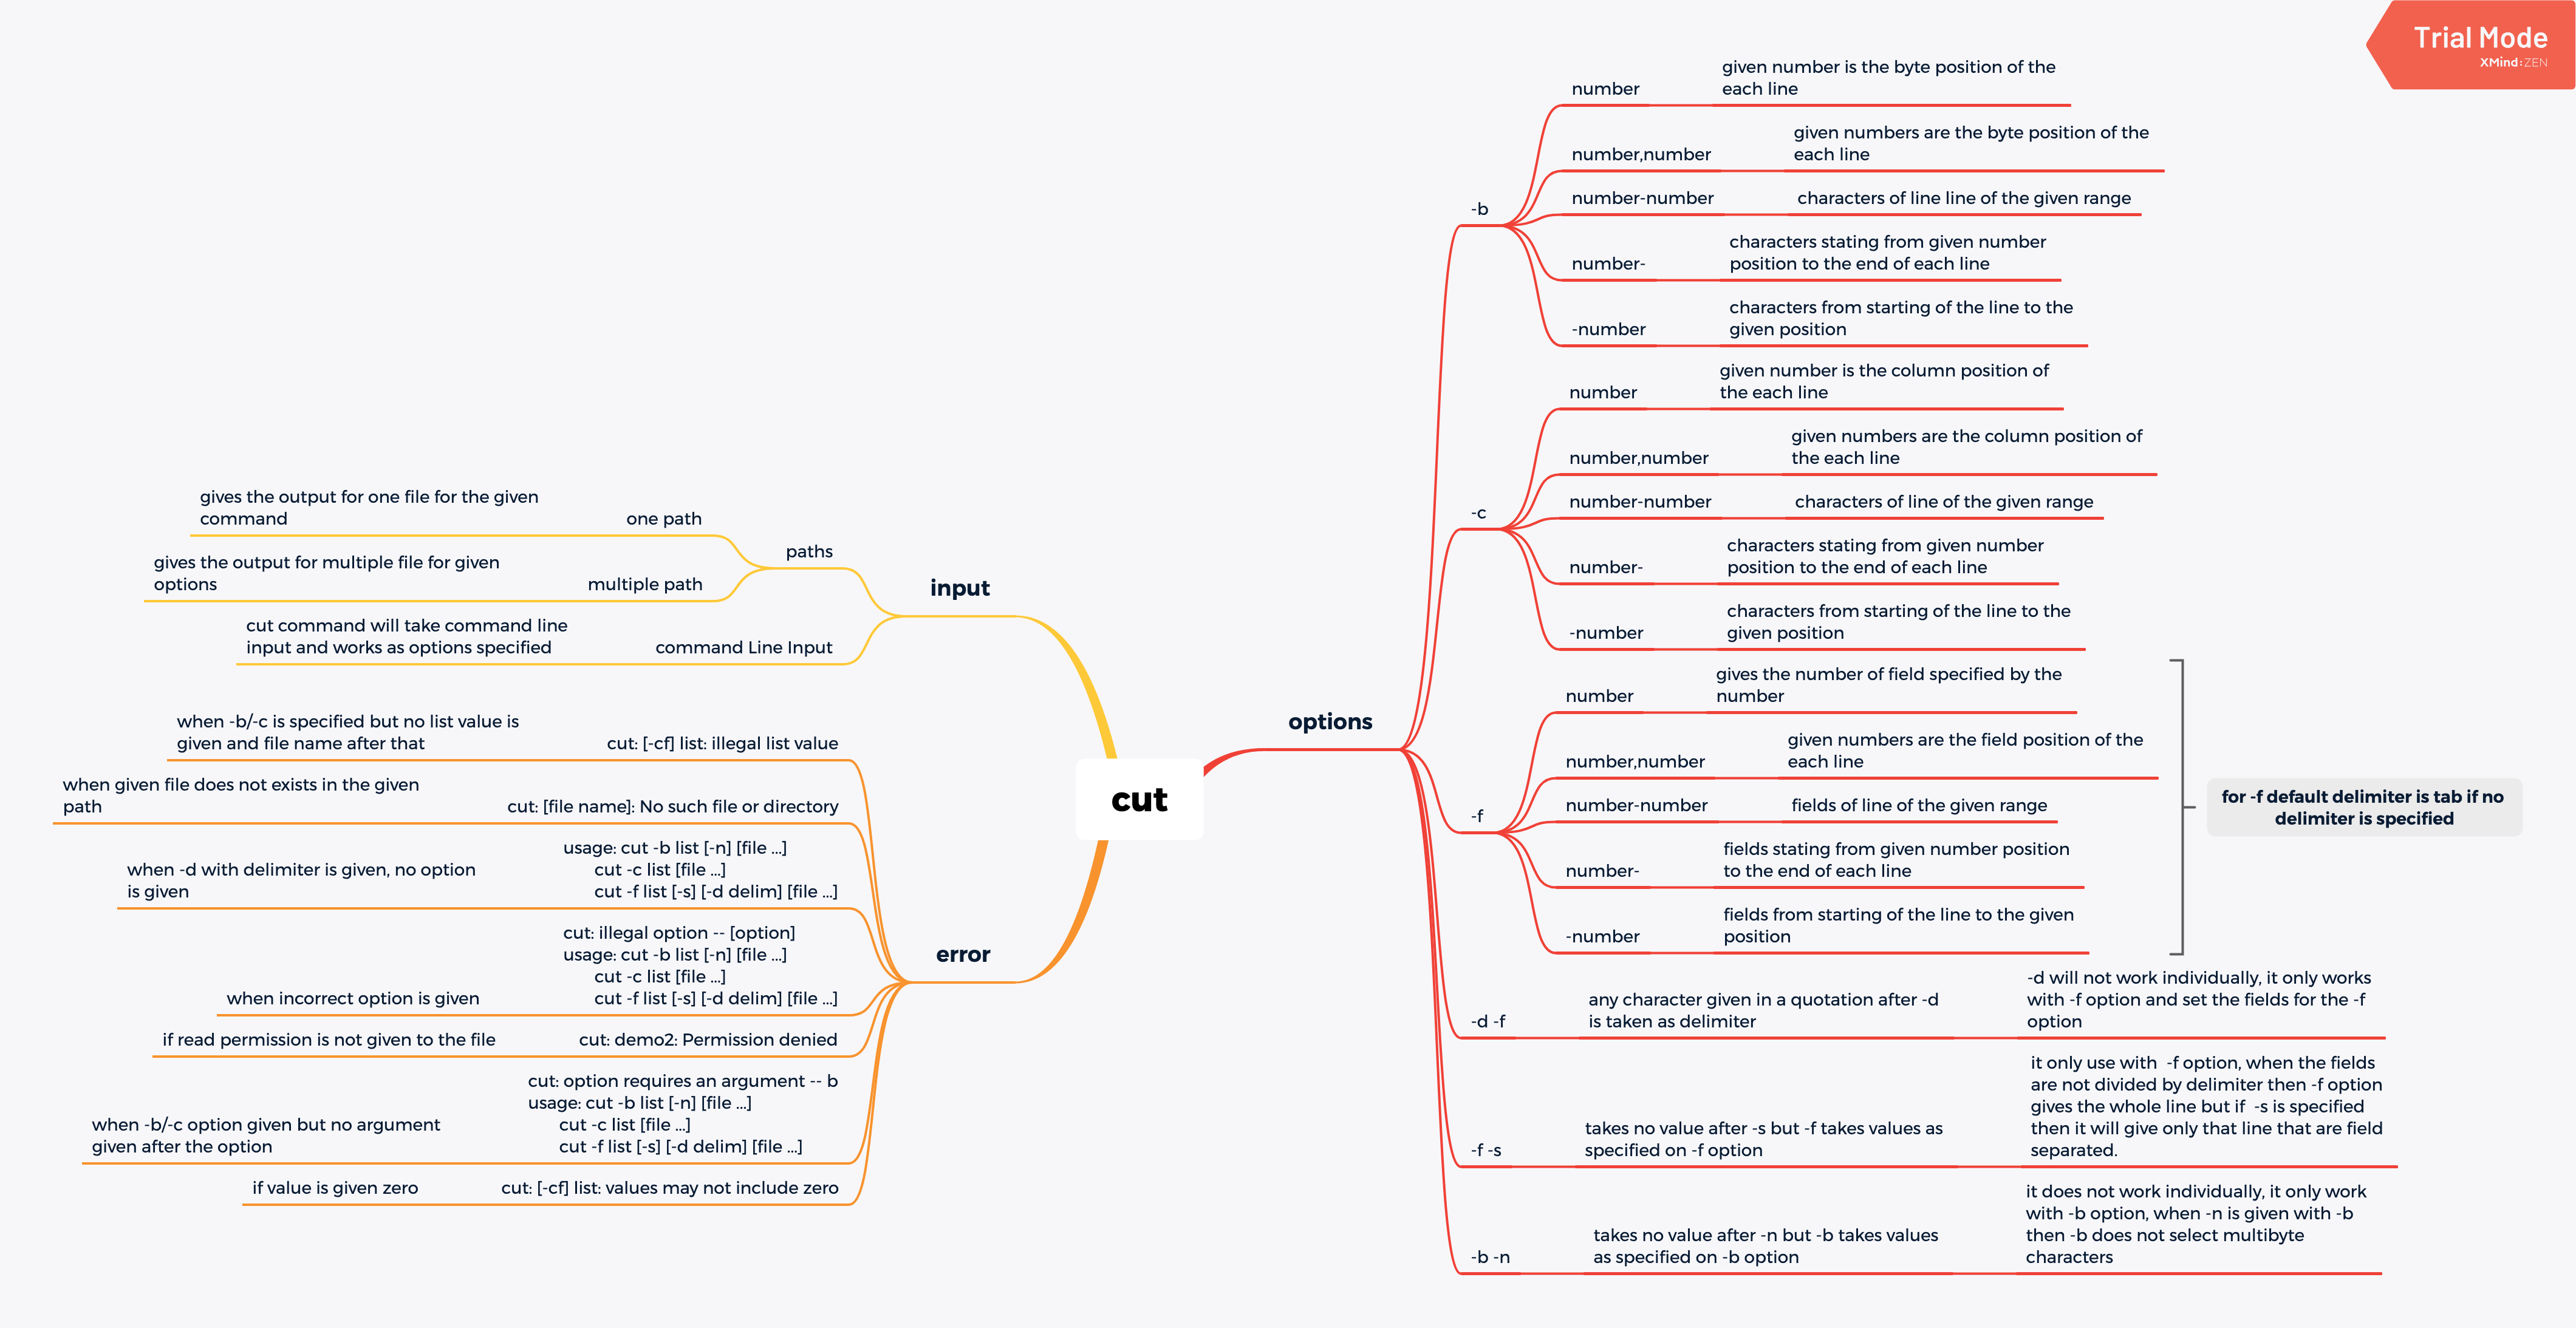 Trial Mode
XMind:ZEN
cut
options
-b
number
given number is the byte position of the
each line
number,number
given numbers are the byte position of the
each line
number-number
characters of line line of the given range
number-
characters stating from given number
position to the end of each line
-number
characters from starting of the line to the
given position
-c
number
given number is the column position of
the each line
number,number
given numbers are the column position of
the each line
number-number
characters of line of the given range
number-
characters stating from given number
position to the end of each line
-number
characters from starting of the line to the
given position
-f
number
gives the number of field specified by the
number
number,number
given numbers are the field position of the
each line
number-number
fields of line of the given range
number-
fields stating from given number position
to the end of each line
-number
fields from starting of the line to the given
position
for -f default delimiter is tab if no
delimiter is specified
-d -f
any character given in a quotation after -d
is taken as delimiter
-d will not work individually, it only works
with -f option and set the fields for the -f
option
-f -s
takes no value after -s but -f takes values as
specified on -f option
it only use with  -f option, when the fields
are not divided by delimiter then -f option
gives the whole line but if  -s is specified
then it will give only that line that are field
separated.
-b -n
takes no value after -n but -b takes values
as specified on -b option
it does not work individually, it only work
with -b option, when -n is given with -b
then -b does not select multibyte
characters
input
paths
one path
gives the output for one file for the given
command
multiple path
gives the output for multiple file for given
options
command Line Input
cut command will take command line
input and works as options specified
error
cut: [-cf] list: illegal list value
when -b/-c is specified but no list value is
given and file name after that
cut: [file name]: No such file or directory
when given file does not exists in the given
path
usage: cut -b list [-n] [file ...]
cut -c list [file ...]
cut -f list [-s] [-d delim] [file ...]
when -d with delimiter is given, no option
is given
cut: illegal option -- [option]
usage: cut -b list [-n] [file ...]
cut -c list [file ...]
cut -f list [-s] [-d delim] [file ...]
when incorrect option is given
cut: demo2: Permission denied
if read permission is not given to the file
cut: option requires an argument -- b
usage: cut -b list [-n] [file ...]
cut -c list [file ...]
cut -f list [-s] [-d delim] [file ...]
when -b/-c option given but no argument
given after the option
cut: [-cf] list: values may not include zero
if value is given zero